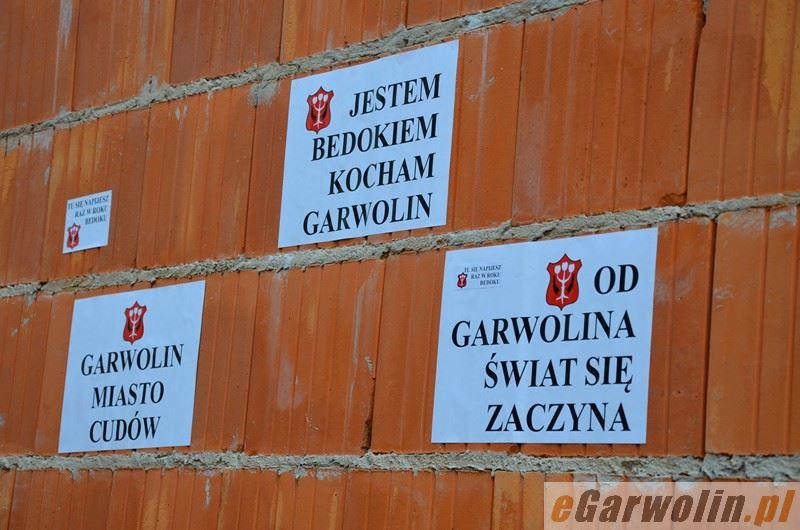 JESTEM
BEDOKIEM
KOCHAM
GARWOLIN
TU SIĘ NAPIJESZ
RAZ W ROKU
BEDOKU
GARWOLIN
MIASTO
CUDÓW
TU SIĘ NAPIJESZ
RAZ W ROKU
BEDOKU
OD
GARWOLINA
ŚWIAT SIĘ
ZACZYNA
eGarwolin.pl